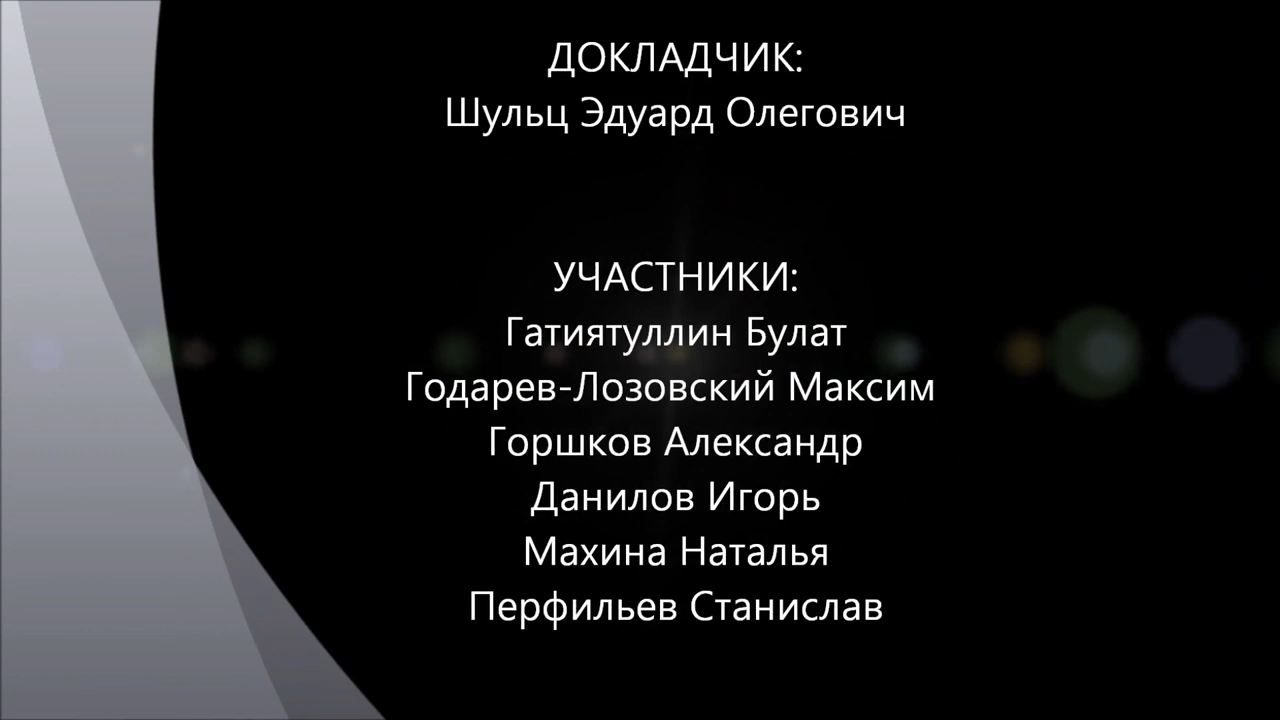 ДОКЛАДЧИК:
Шульц Эдуард Олегович
УЧАСТНИКИ:
Гатиятуллин Булат
Годарев-Лозовский Максим
Горшков Александр
Данилов Игорь
Махина Наталья
Перфильев Станислав